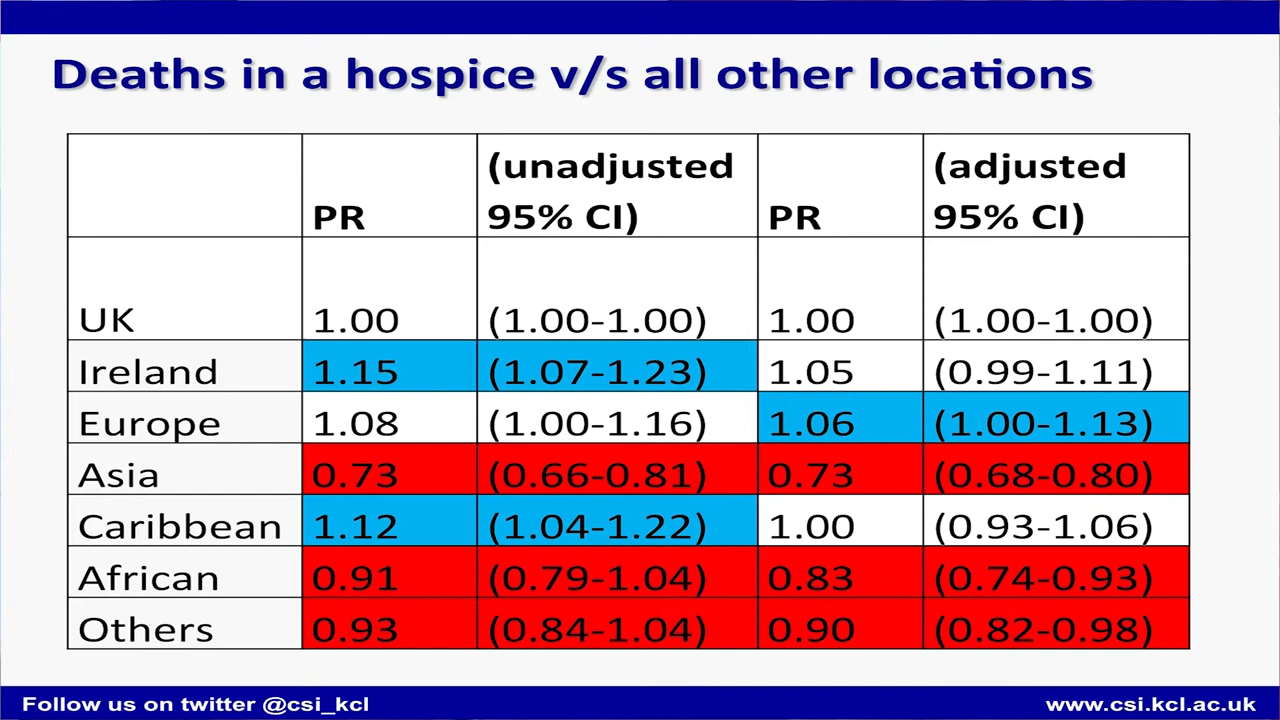 Deaths in a hospice v/s all other locations
PR (unadjusted 95% CI) PR (adjusted 95% CI)
UK 1.00 (1.00-1.00) 1.00 (1.00-1.00)
Ireland 1.15 (1.07-1.23) 1.05 (0.99-1.11)
Europe 1.08 (1.00-1.16) 1.06 (1.00-1.13)
Asia 0.73 (0.66-0.81) 0.73 (0.68-0.80)
Caribbean 1.12 (1.04-1.22) 1.00 (0.93-1.06)
African 0.91 (0.79-1.04) 0.83 (0.74-0.93)
Others 0.93 (0.84-1.04) 0.90 (0.82-0.98)
Follow us on twitter @csi_kcl www.csi.kcl.ac.uk